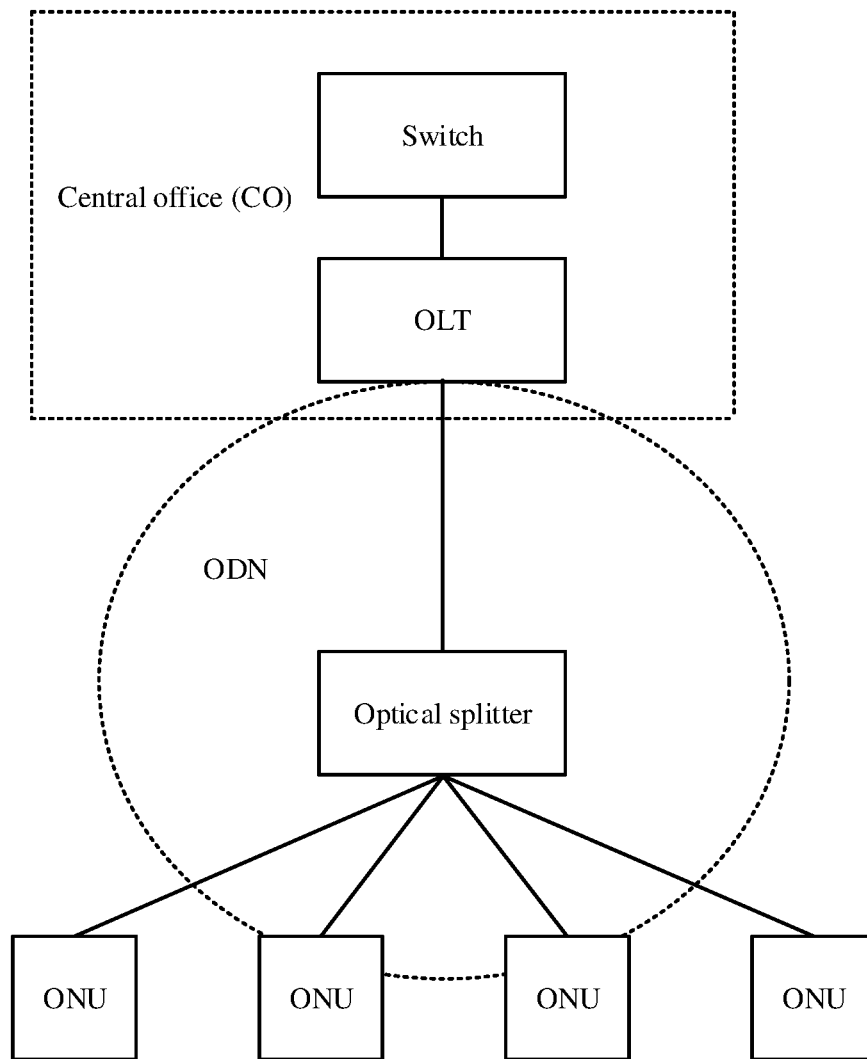 Switch
Central office (CO)
OLT
ODN
Optical splitter
ONU
ONU
ONU
ONU